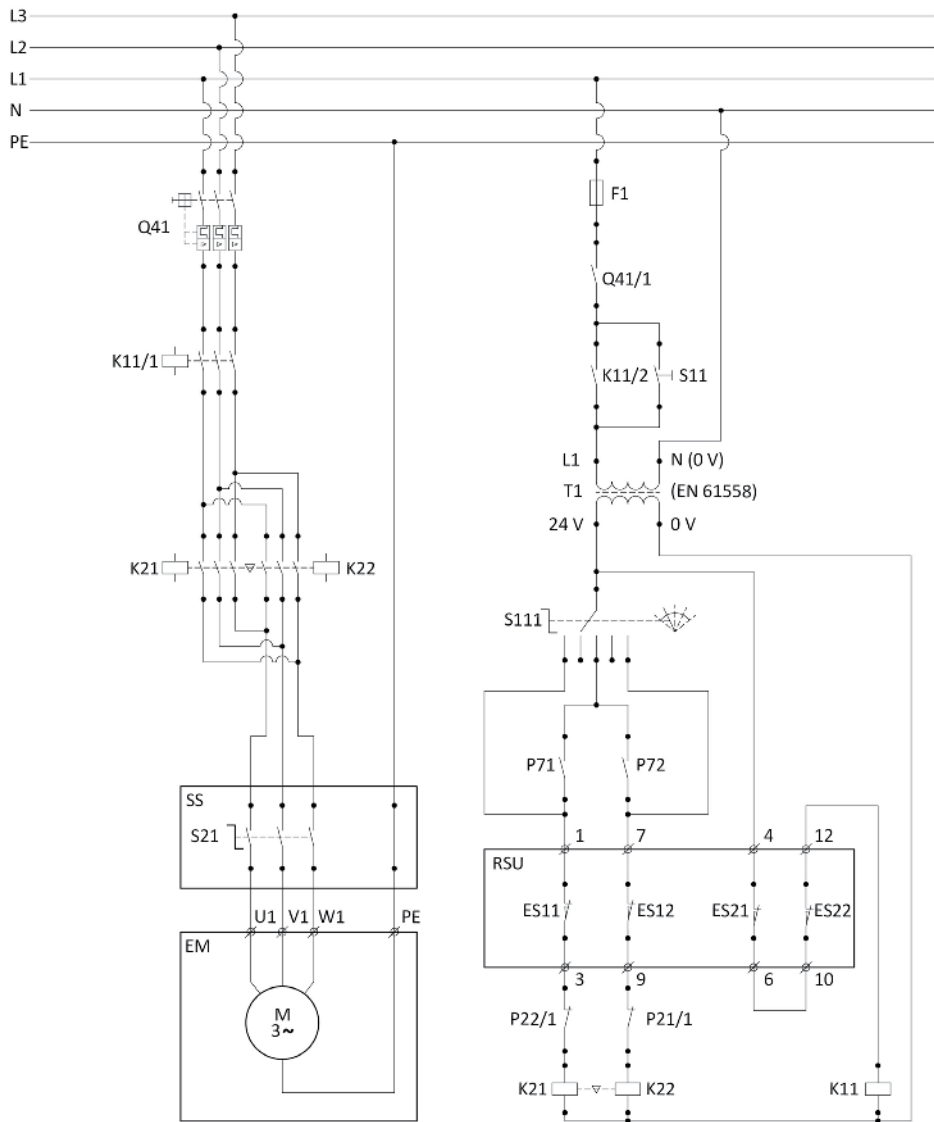 L3
L2
L1
N
PE
F1
Q41
Q41/1
K11/1
K11/2
S11
L1
N (0 V)
T1
(EN 61558)
24 V
0 V
K21
K22
S111
P71
P72
SS
S21
1
7
4
12
RSU
ES11
ES12
ES21
ES22
U1
V1
W1
PE
EM
3
9
6
10
M
3~
P22/1
P21/1
K21
K22
K11